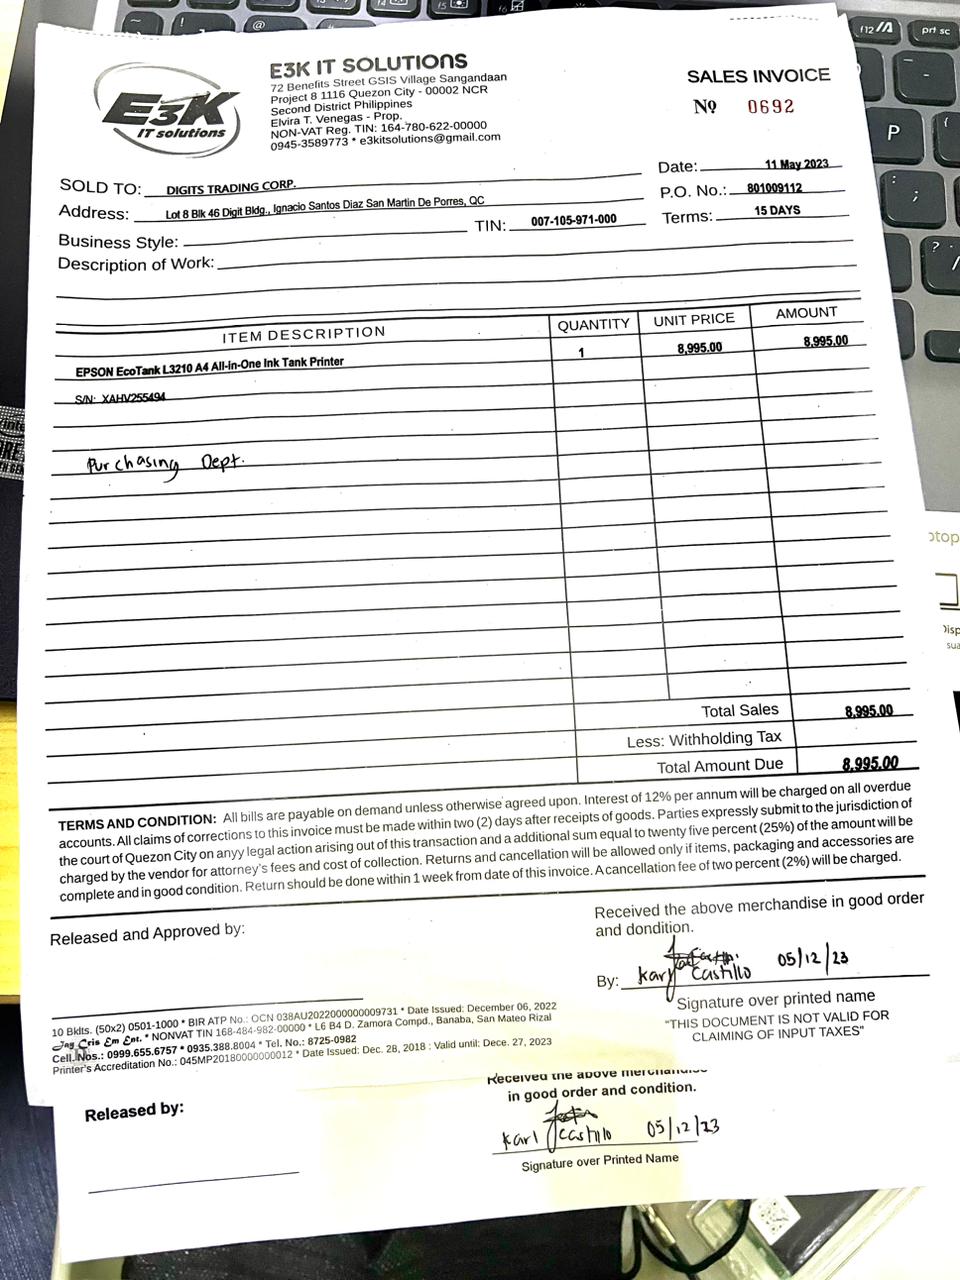 E3K
IT solutions
E3K IT SOLUTIONS
72 Benefits Street GSIS Village Sangandaan
Project 8 1116 Quezon City - 00002 NCR
Second District Philippines
Elvira T. Venegas - Prop.
NON-VAT Reg. TIN: 164-780-622-00000
0945-3589773 * e3kitsolutions@gmail.com
SALES INVOICE
Nº 0692
SOLD TO: DIGITS TRADING CORP.
Address: Lot 8 Blk 46 Digit Bldg., Ignacio Santos Diaz San Martin De Porres, QC
Business Style:
TIN: 007-105-971-000
Description of Work:
Date: 11 May 2023
P.O. No.: 801009112
Terms: 15 DAYS
ITEM DESCRIPTION QUANTITY UNIT PRICE AMOUNT
EPSON EcoTank L3210 A4 All-in-One Ink Tank Printer 1 8,995.00 8,995.00
S/N: XAHV255494
Purchasing Dept.
Total Sales 8,995.00
Less: Withholding Tax
Total Amount Due 8,995.00
TERMS AND CONDITION: All bills are payable on demand unless otherwise agreed upon. Interest of 12% per annum will be charged on all overdue
accounts. All claims of corrections to this invoice must be made within two (2) days after receipts of goods. Parties expressly submit to the jurisdiction of
the court of Quezon City on anyy legal action arising out of this transaction and a additional sum equal to twenty five percent (25%) of the amount will be
charged by the vendor for attorney's fees and cost of collection. Returns and cancellation will be allowed only if items, packaging and accessories are
complete and in good condition. Return should be done within 1 week from date of this invoice. A cancellation fee of two percent (2%) will be charged.
Released and Approved by:
Received the above merchandise in good order
and dondition.
By: Karl Castillo 05/12/23
Signature over printed name
"THIS DOCUMENT IS NOT VALID FOR
CLAIMING OF INPUT TAXES"
10 Bklts. (50x2) 0501-1000 * BIR ATP No.: OCN 038AU20220000000009731 * Date Issued: December 06, 2022
Jay Cris Em Ent. * NONVAT TIN 168-484-982-00000 * L6 B4 D. Zamora Compd., Banaba, San Mateo Rizal
Cell. Nos.: 0999.655.6757 * 0935.388.8004 * Tel. No.: 8725-0982
Printer's Accreditation No.: 045MP20180000000012 * Date Issued: Dec. 28, 2018 : Valid until: Dece. 27, 2023
Released by:
Received the above merchandise
in good order and condition.
Karl Castillo 05/12/23
Signature over Printed Name
f12
prt sc
P
@